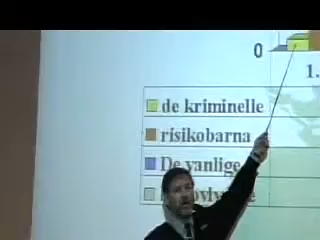 0
1.
de kriminelle
risikobarna
De vanlige